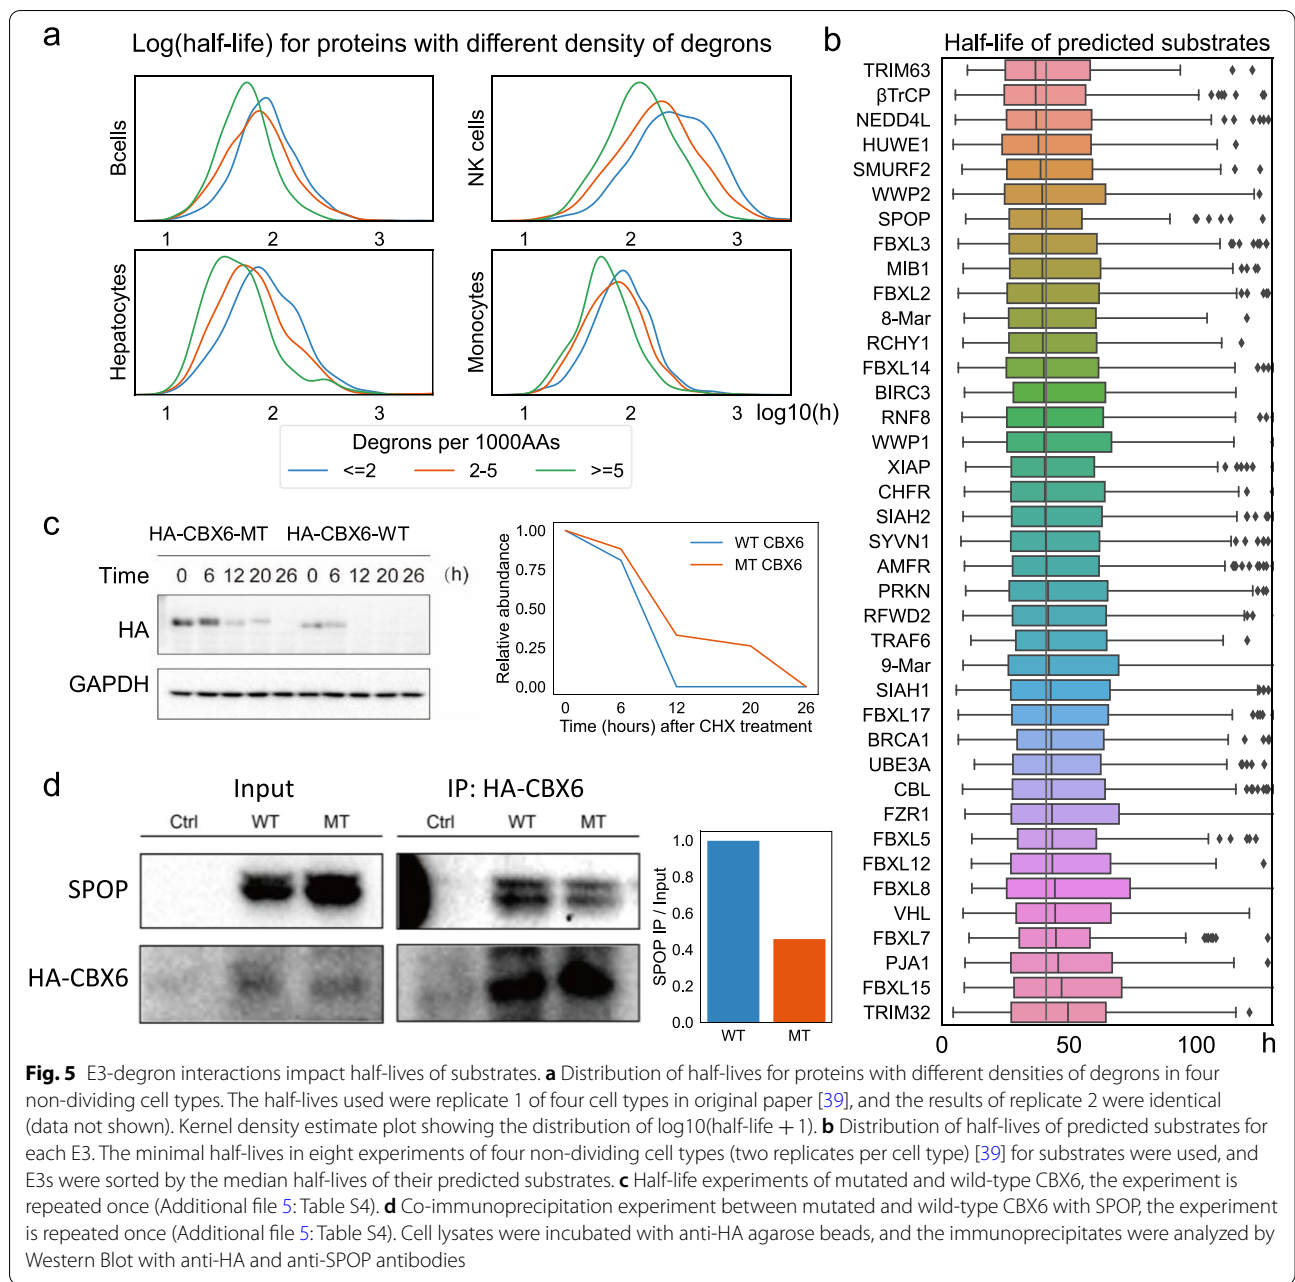 a
Log(half-life) for proteins with different density of degrons
Bcells
1 2 3
NK cells
1 2 3
Hepatocytes
1 2 3
Monocytes
1 2 3 log10(h)
Degrons per 1000AAs
<=2 2-5 >=5
b
Half-life of predicted substrates
TRIM63
βTrCP
NEDD4L
HUWE1
SMURF2
WWP2
SPOP
FBXL3
MIB1
FBXL2
8-Mar
RCHY1
FBXL14
BIRC3
RNF8
WWP1
XIAP
CHFR
SIAH2
SYVN1
AMFR
PRKN
RFWD2
TRAF6
9-Mar
SIAH1
FBXL17
BRCA1
UBE3A
CBL
FZR1
FBXL5
FBXL12
FBXL8
VHL
FBXL7
PJA1
FBXL15
TRIM32
0 50 100 h
c
HA-CBX6-MT HA-CBX6-WT
Time 0 6 12 20 26 0 6 12 20 26 (h)
HA
GAPDH
Relative abundance
1.00
0.75
0.50
0.25
0.00
WT CBX6
MT CBX6
0 6 12 20 26
Time (hours) after CHX treatment
d
Input IP: HA-CBX6
Ctrl WT MT Ctrl WT MT
SPOP
HA-CBX6
SPOP IP / Input
1.0
0.8
0.6
0.4
0.2
0.0
WT MT
Fig. 5 E3-degron interactions impact half-lives of substrates. a Distribution of half-lives for proteins with different densities of degrons in four
non-dividing cell types. The half-lives used were replicate 1 of four cell types in original paper [39], and the results of replicate 2 were identical
(data not shown). Kernel density estimate plot showing the distribution of log10(half-life + 1). b Distribution of half-lives of predicted substrates for
each E3. The minimal half-lives in eight experiments of four non-dividing cell types (two replicates per cell type) [39] for substrates were used, and
E3s were sorted by the median half-lives of their predicted substrates. c Half-life experiments of mutated and wild-type CBX6, the experiment is
repeated once (Additional file 5: Table S4). d Co-immunoprecipitation experiment between mutated and wild-type CBX6 with SPOP, the experiment
is repeated once (Additional file 5: Table S4). Cell lysates were incubated with anti-HA agarose beads, and the immunoprecipitates were analyzed by
Western Blot with anti-HA and anti-SPOP antibodies